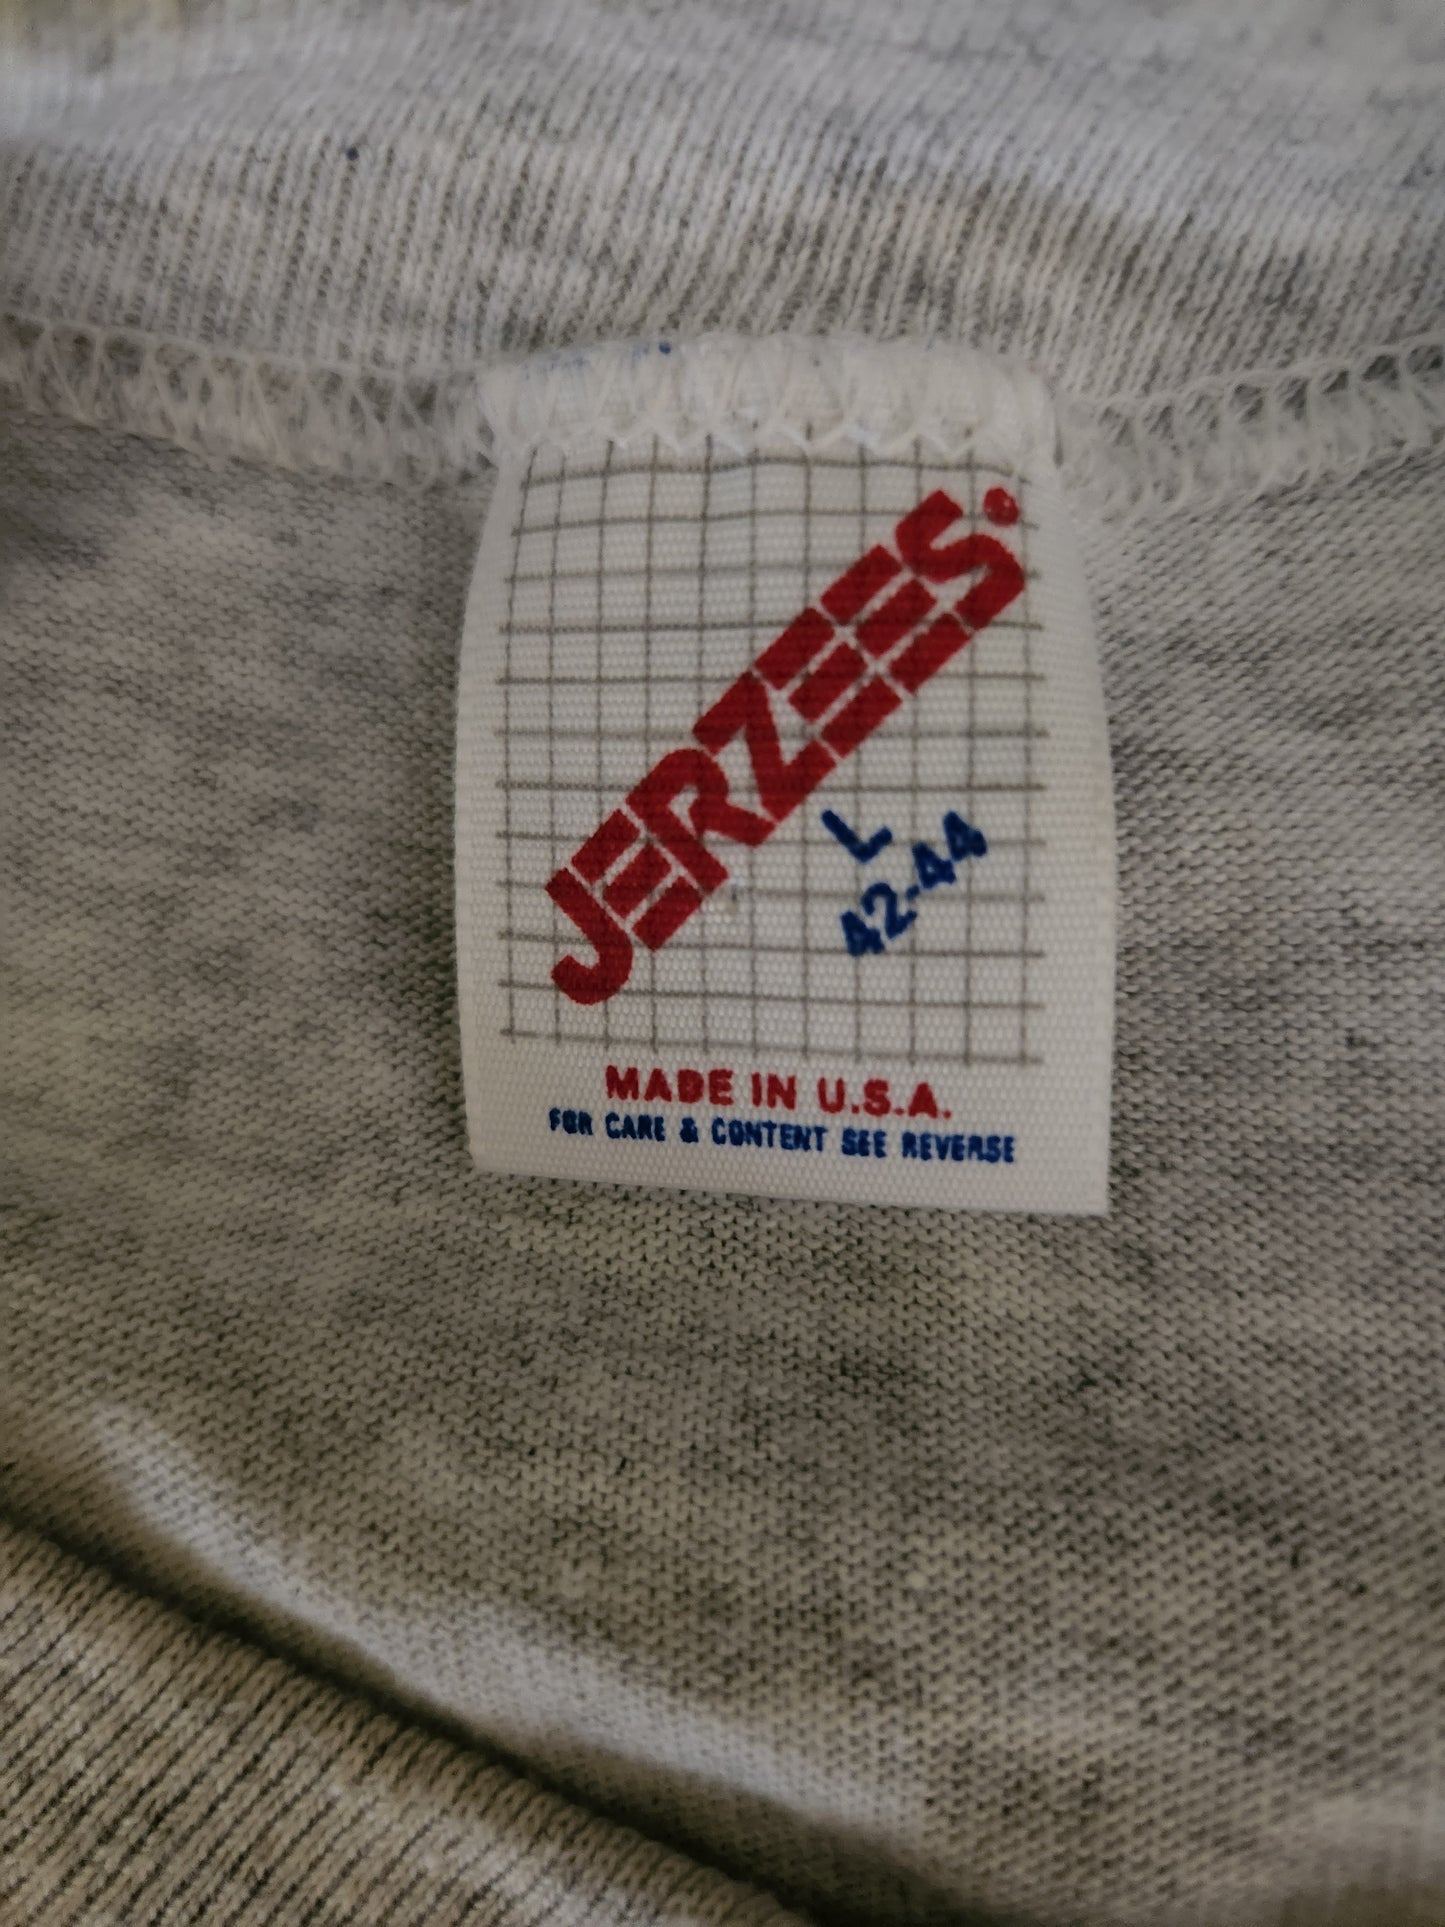 JERZEES
L
42-44
MADE IN U.S.A.
FOR CARE & CONTENT SEE REVERSE